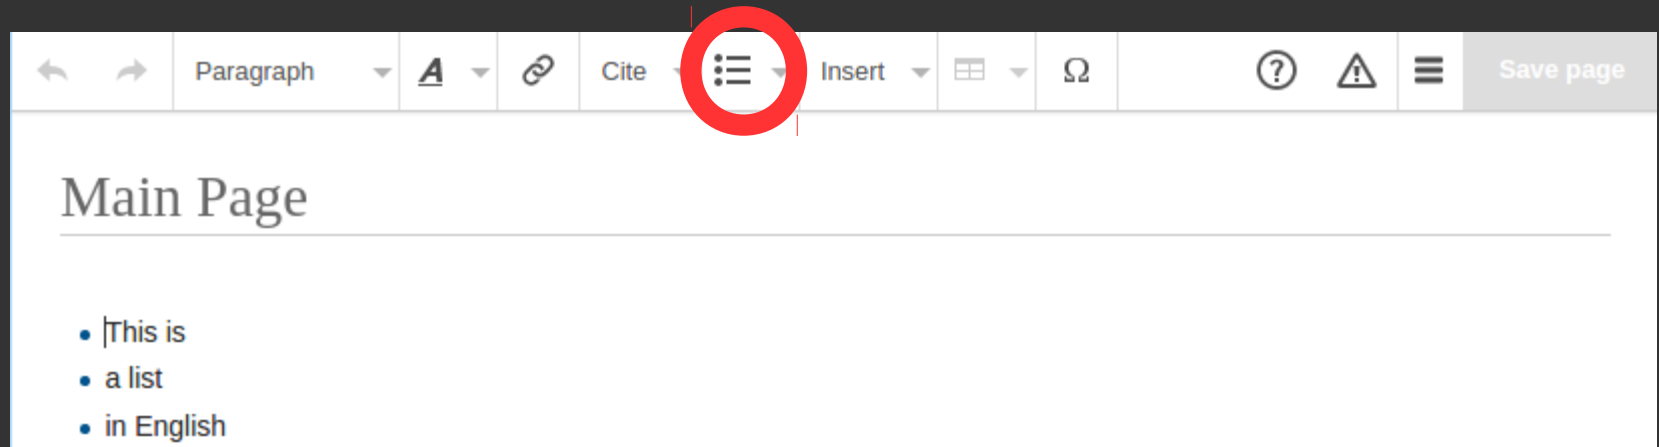 Paragraph A Cite Insert Ω Save page
Main Page
This is
a list
in English